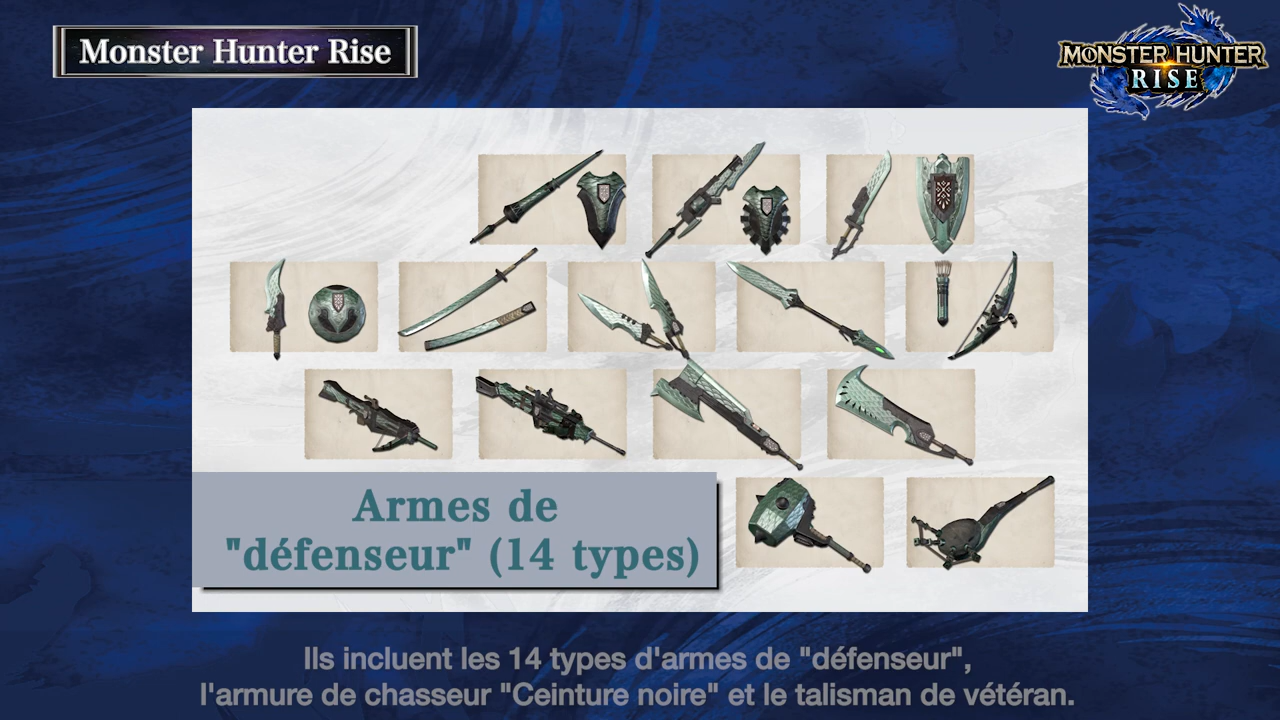 Monster Hunter Rise
MONSTER HUNTER
RISE
Armes de
"défenseur" (14 types)
Ils incluent les 14 types d'armes de "défenseur",
l'armure de chasseur "Ceinture noire" et le talisman de vétéran.